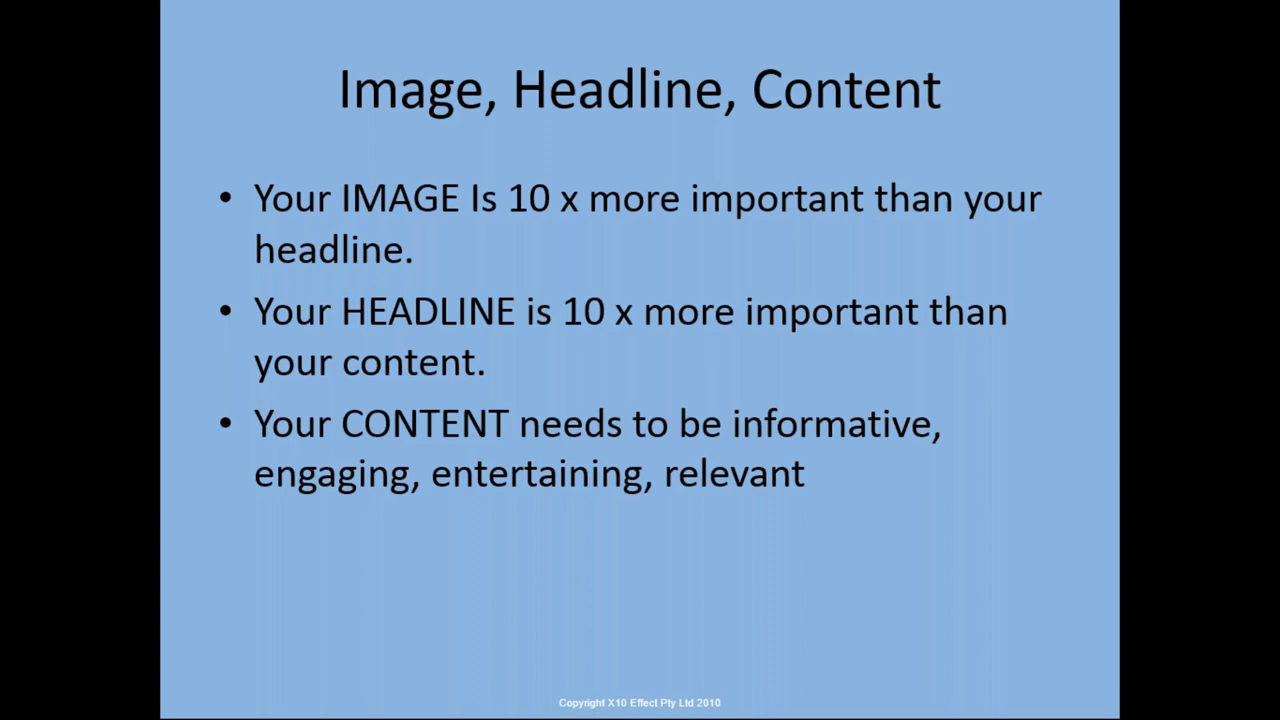 Image, Headline, Content
• Your IMAGE Is 10 x more important than your
headline.
• Your HEADLINE is 10 x more important than
your content.
• Your CONTENT needs to be informative,
engaging, entertaining, relevant
Copyright X10 Effect Pty Ltd 2010